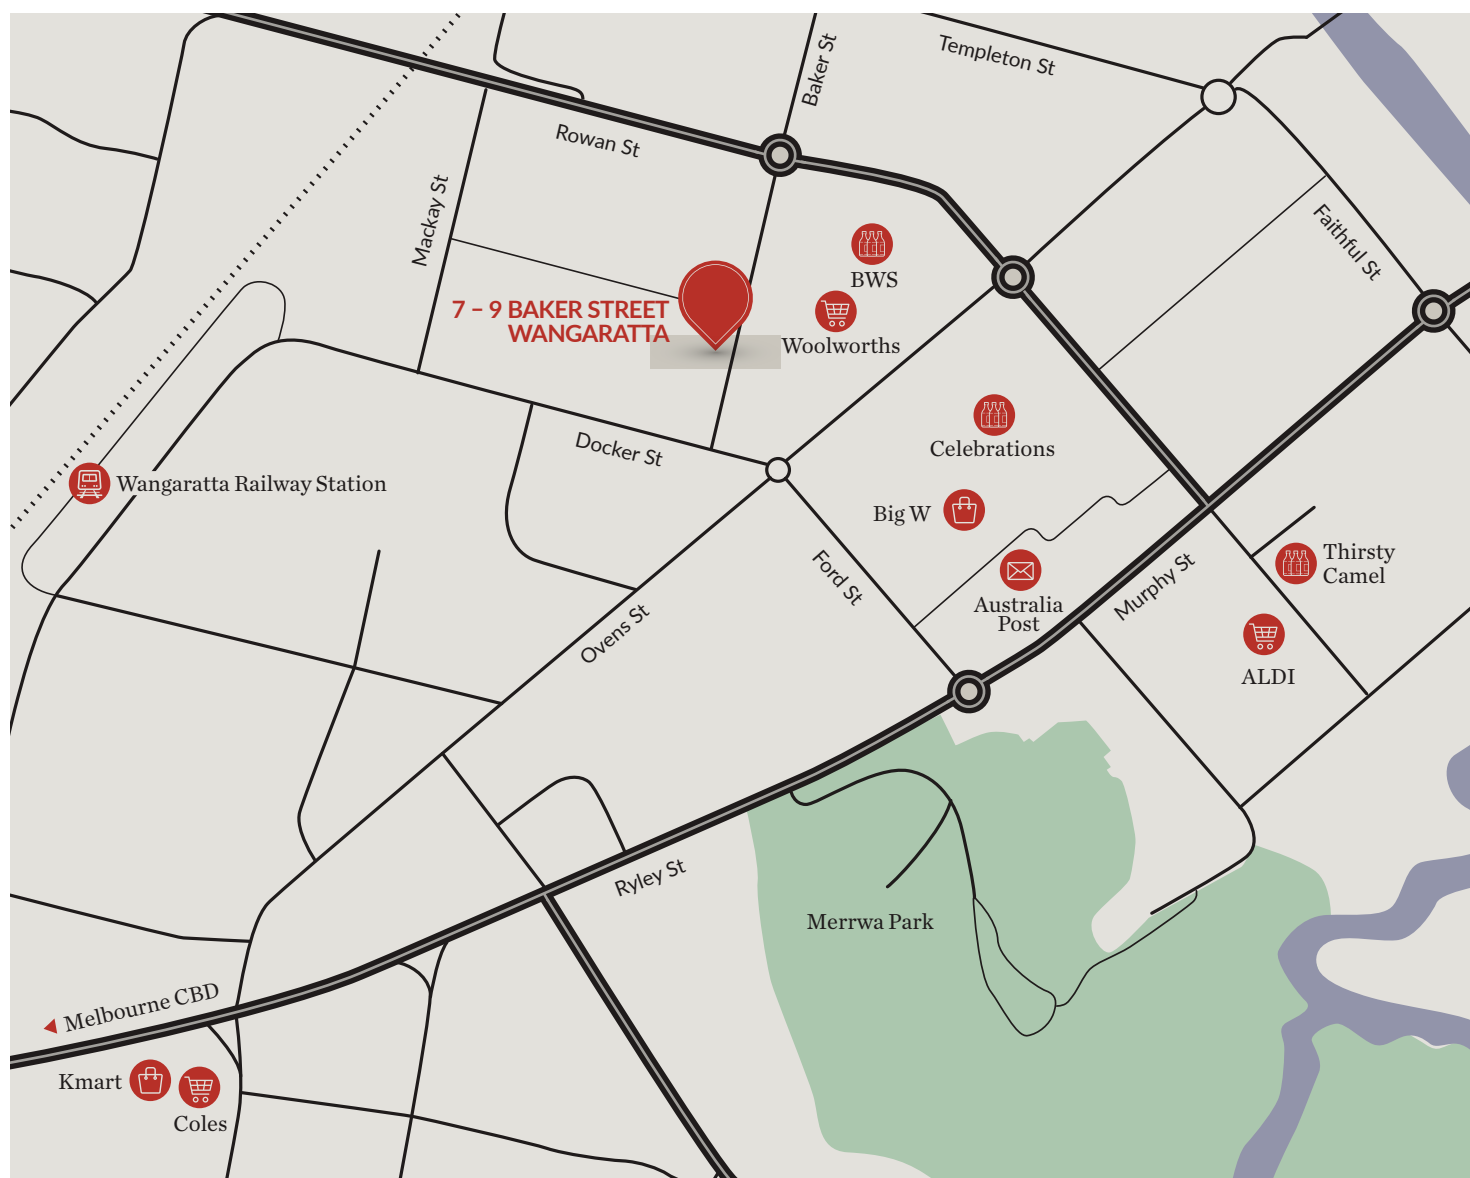 Templeton St
Baker St
Rowan St
Mackay St
Faithful St
BWS
7 – 9 BAKER STREET
WANGARATTA
Woolworths
Celebrations
Docker St
Wangaratta Railway Station
Big W
Ford St
Thirsty
Camel
Murphy St
Australia
Post
Ovens St
ALDI
Ryley St
Merrwa Park
Melbourne CBD
Kmart
Coles